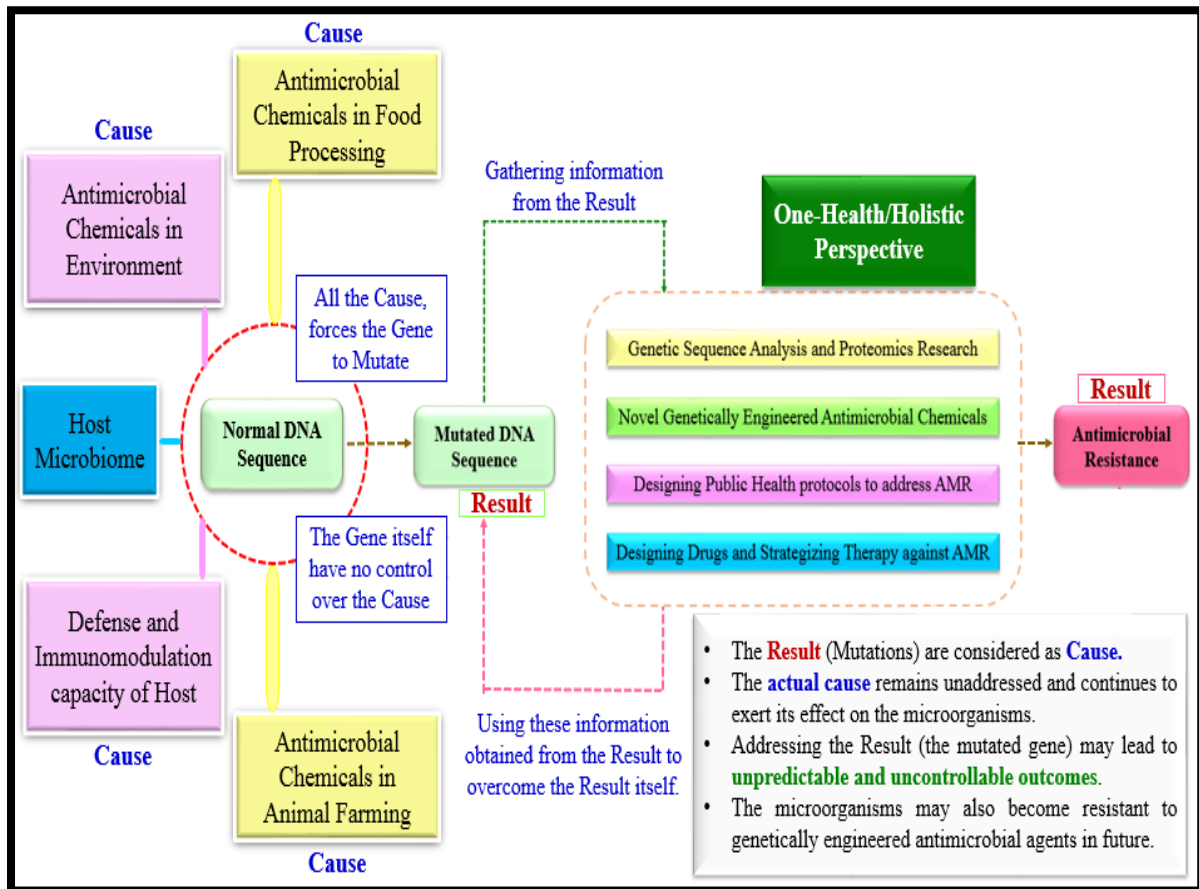 Cause
Antimicrobial
Chemicals in Food
Processing
Cause
Antimicrobial
Chemicals in
Environment
Host
Microbiome
Defense and
Immunomodulation
capacity of Host
Cause
Antimicrobial
Chemicals in
Animal Farming
Cause
All the Cause,
forces the Gene
to Mutate
Normal DNA
Sequence
The Gene itself
have no control
over the Cause
Mutated DNA
Sequence
Result
Gathering information
from the Result
Using these information
obtained from the Result to
overcome the Result itself.
One-Health/Holistic
Perspective
Genetic Sequence Analysis and Proteomics Research
Novel Genetically Engineered Antimicrobial Chemicals
Designing Public Health protocols to address AMR
Designing Drugs and Strategizing Therapy against AMR
Result
Antimicrobial
Resistance
• The Result (Mutations) are considered as Cause.
• The actual cause remains unaddressed and continues to
exert its effect on the microorganisms.
• Addressing the Result (the mutated gene) may lead to
unpredictable and uncontrollable outcomes.
• The microorganisms may also become resistant to
genetically engineered antimicrobial agents in future.